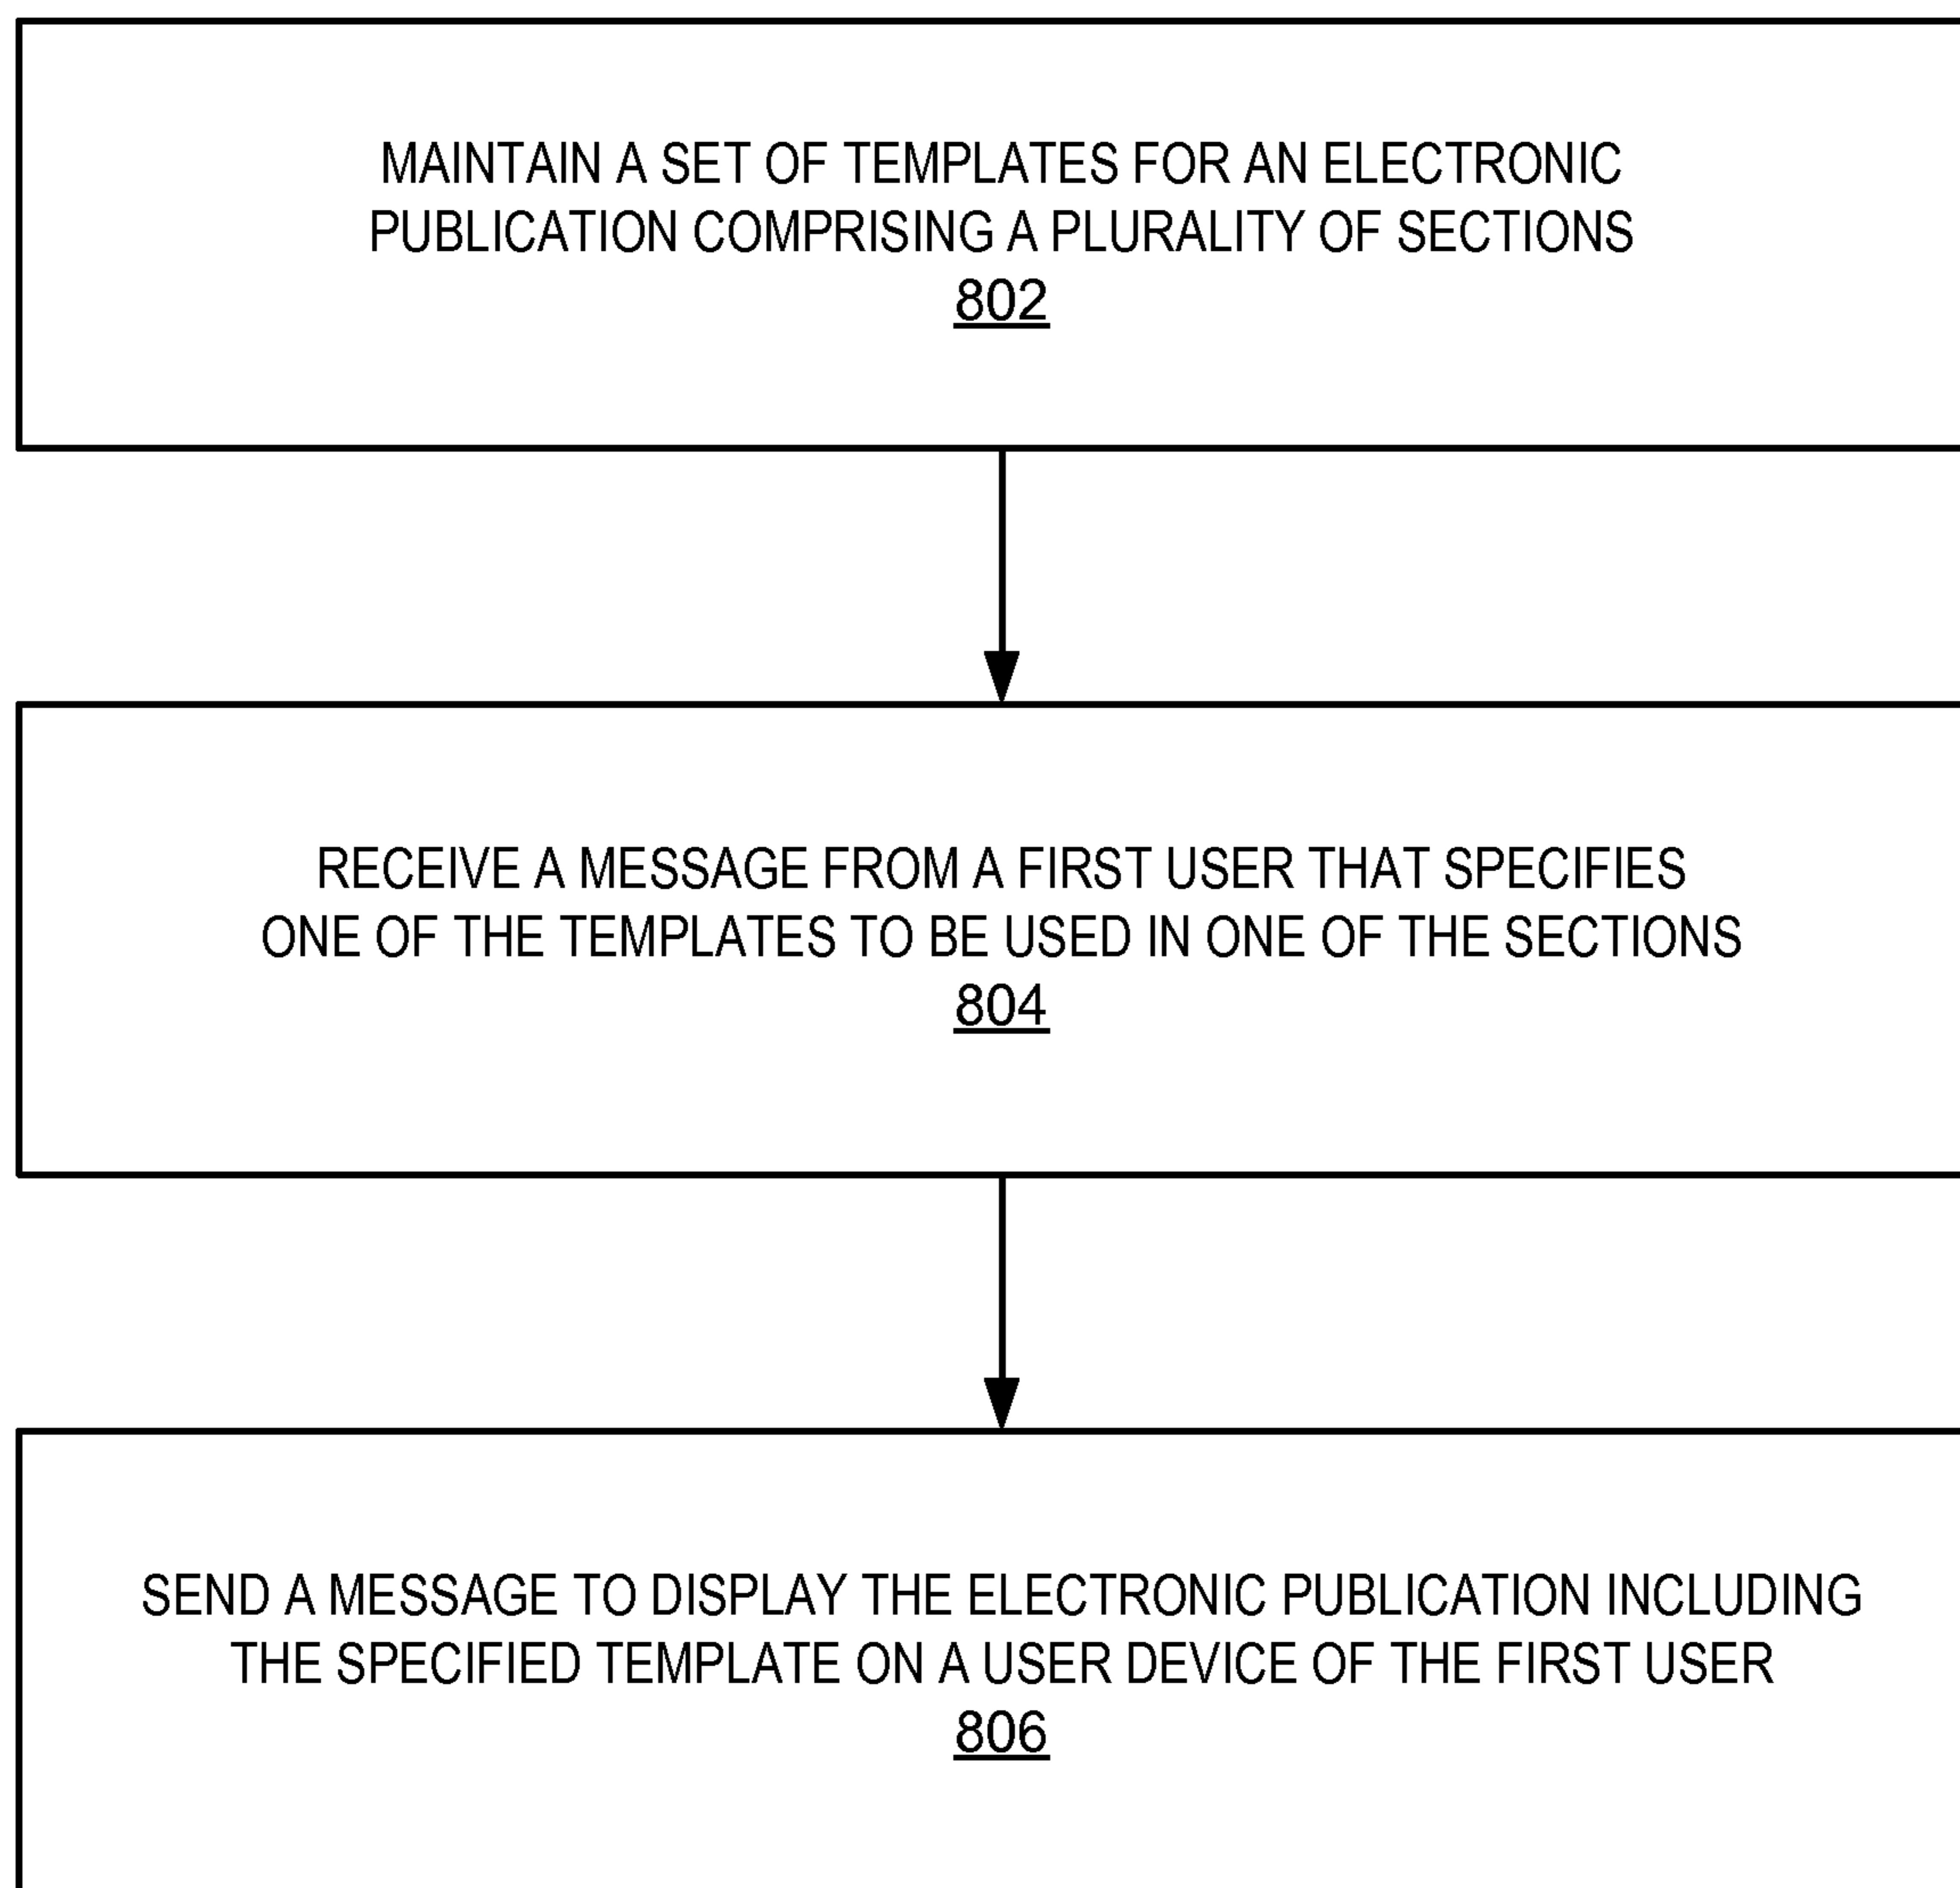 MAINTAIN A SET OF TEMPLATES FOR AN ELECTRONIC
PUBLICATION COMPRISING A PLURALITY OF SECTIONS
802
RECEIVE A MESSAGE FROM A FIRST USER THAT SPECIFIES
ONE OF THE TEMPLATES TO BE USED IN ONE OF THE SECTIONS
804
SEND A MESSAGE TO DISPLAY THE ELECTRONIC PUBLICATION INCLUDING
THE SPECIFIED TEMPLATE ON A USER DEVICE OF THE FIRST USER
806